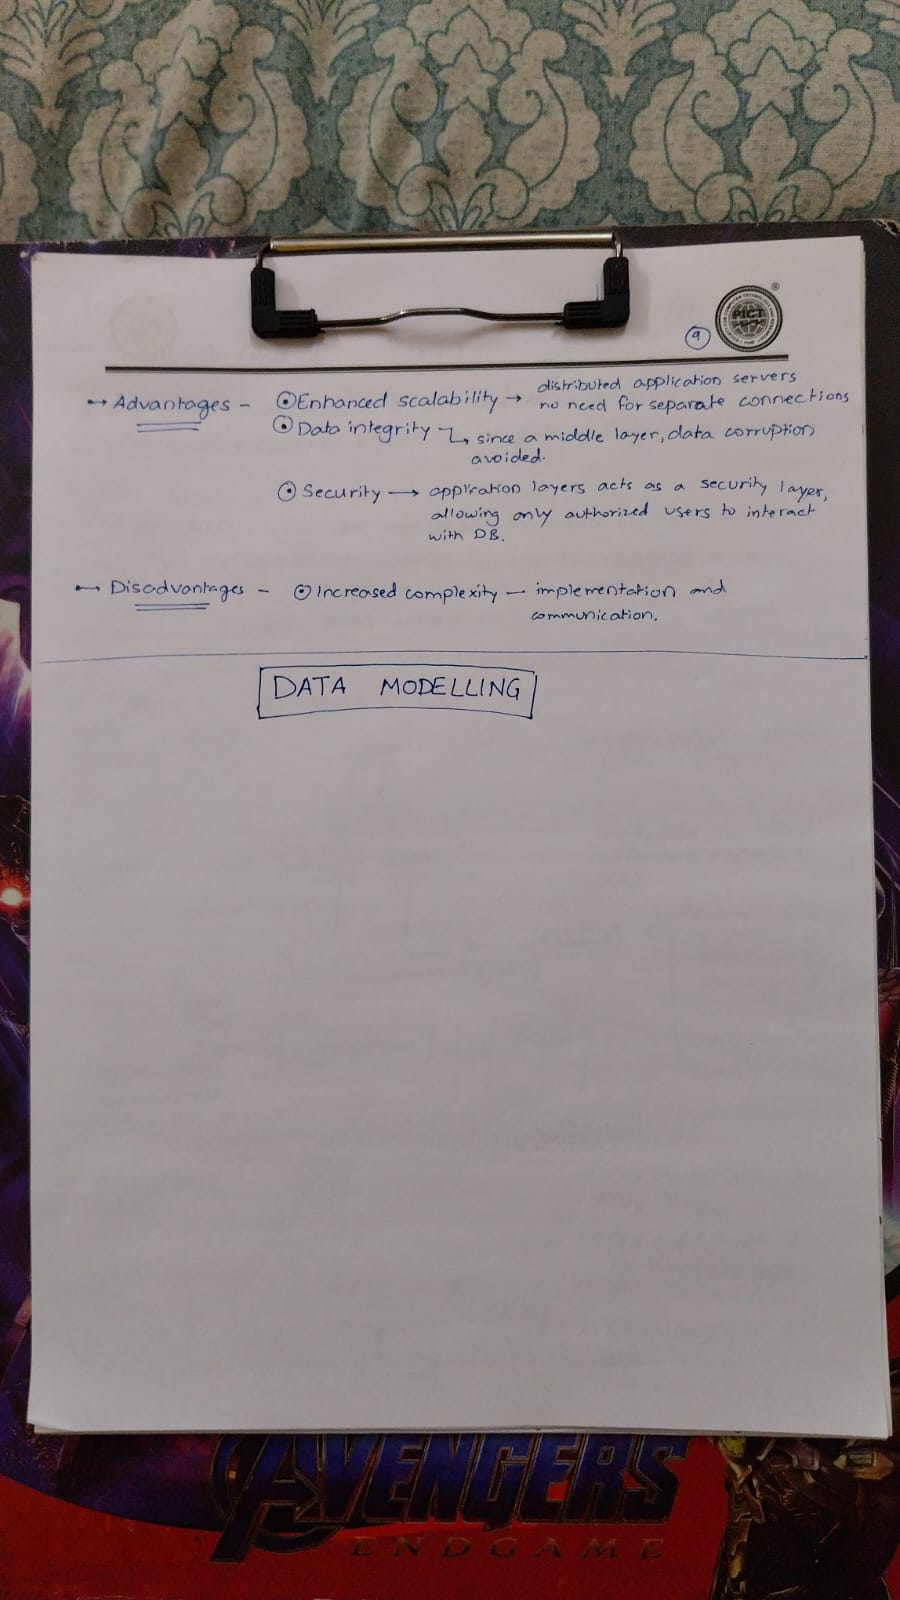 9
PICT
→ Advantages - ⊙ Enhanced scalability → distributed application servers
no need for separate connections
⊙ Data integrity ↳ since a middle layer, data corruption
avoided.
⊙ Security → application layers acts as a security layer,
allowing only authorized users to interact
with DB.
→ Disadvantages - ⊙ Increased complexity — implementation and
communication.
DATA MODELLING
AVENGERS
ENDGAME